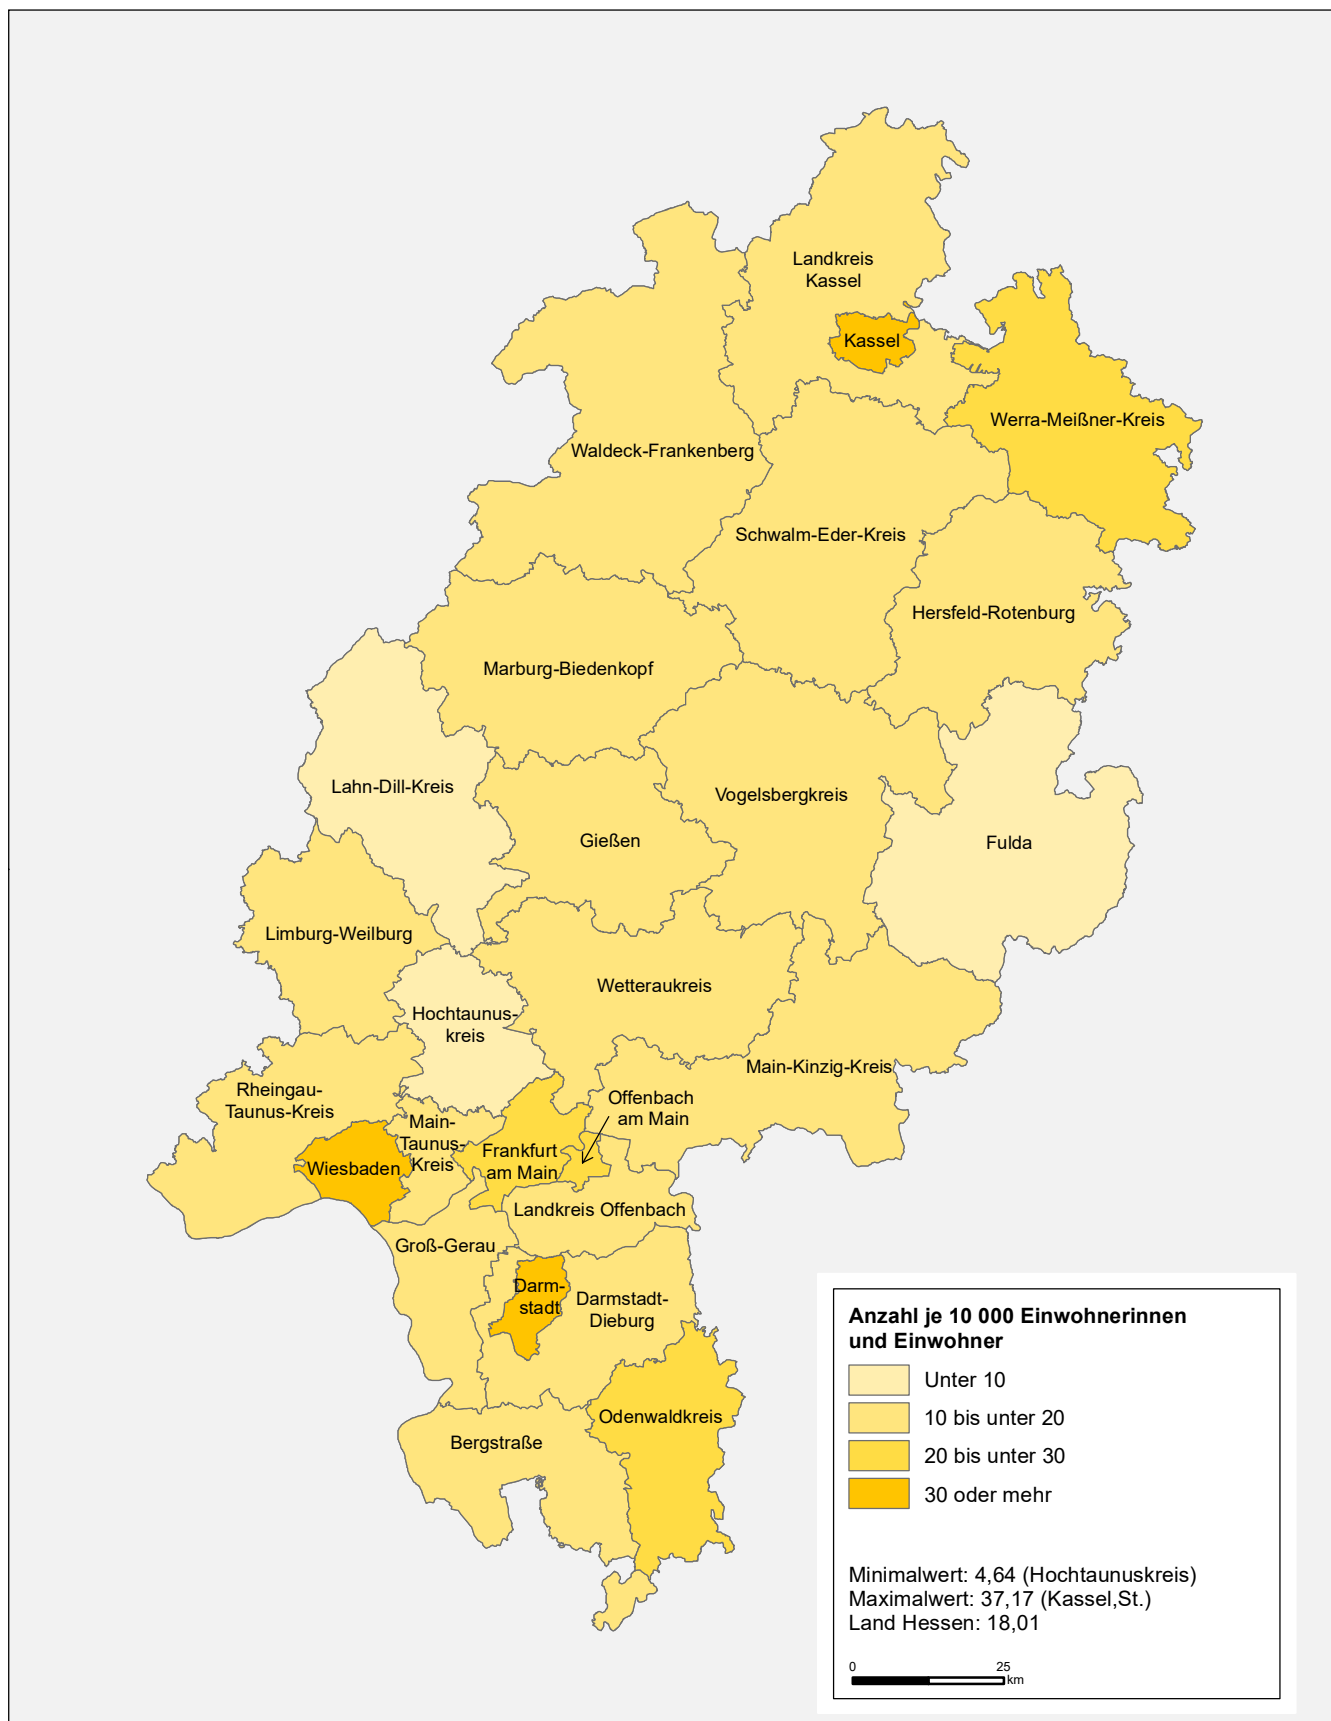 Landkreis
Kassel
Kassel
Werra-Meißner-Kreis
Waldeck-Frankenberg
Schwalm-Eder-Kreis
Hersfeld-Rotenburg
Marburg-Biedenkopf
Lahn-Dill-Kreis
Vogelsbergkreis
Gießen
Fulda
Limburg-Weilburg
Wetteraukreis
Hochtaunus-
kreis
Main-Kinzig-Kreis
Rheingau-
Taunus-Kreis
Offenbach
am Main
Main-
Taunus-
Kreis
Frankfurt
am Main
Wiesbaden
Landkreis Offenbach
Groß-Gerau
Darm-
stadt
Darmstadt-
Dieburg
Odenwaldkreis
Bergstraße
Anzahl je 10 000 Einwohnerinnen
und Einwohner
Unter 10
10 bis unter 20
20 bis unter 30
30 oder mehr
Minimalwert: 4,64 (Hochtaunuskreis)
Maximalwert: 37,17 (Kassel,St.)
Land Hessen: 18,01
0 25
km